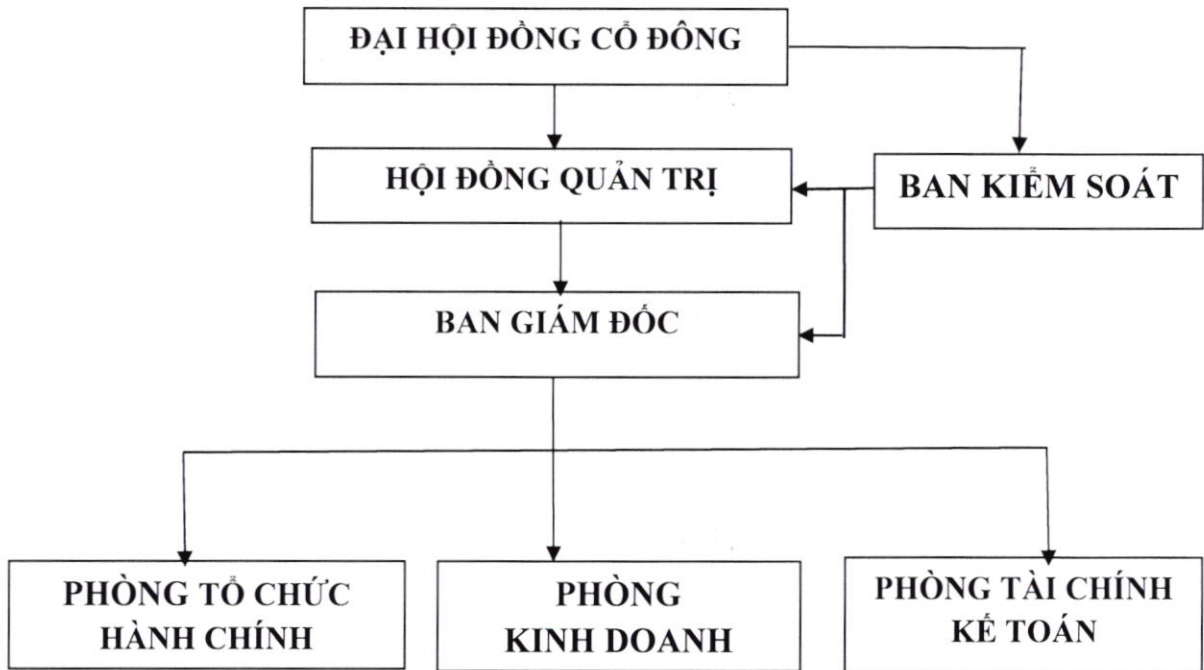 ĐẠI HỘI ĐỒNG CỔ ĐÔNG
HỘI ĐỒNG QUẢN TRỊ
BAN KIỂM SOÁT
BAN GIÁM ĐỐC
PHÒNG TỔ CHỨC
HÀNH CHÍNH
PHÒNG
KINH DOANH
PHÒNG TÀI CHÍNH
KẾ TOÁN